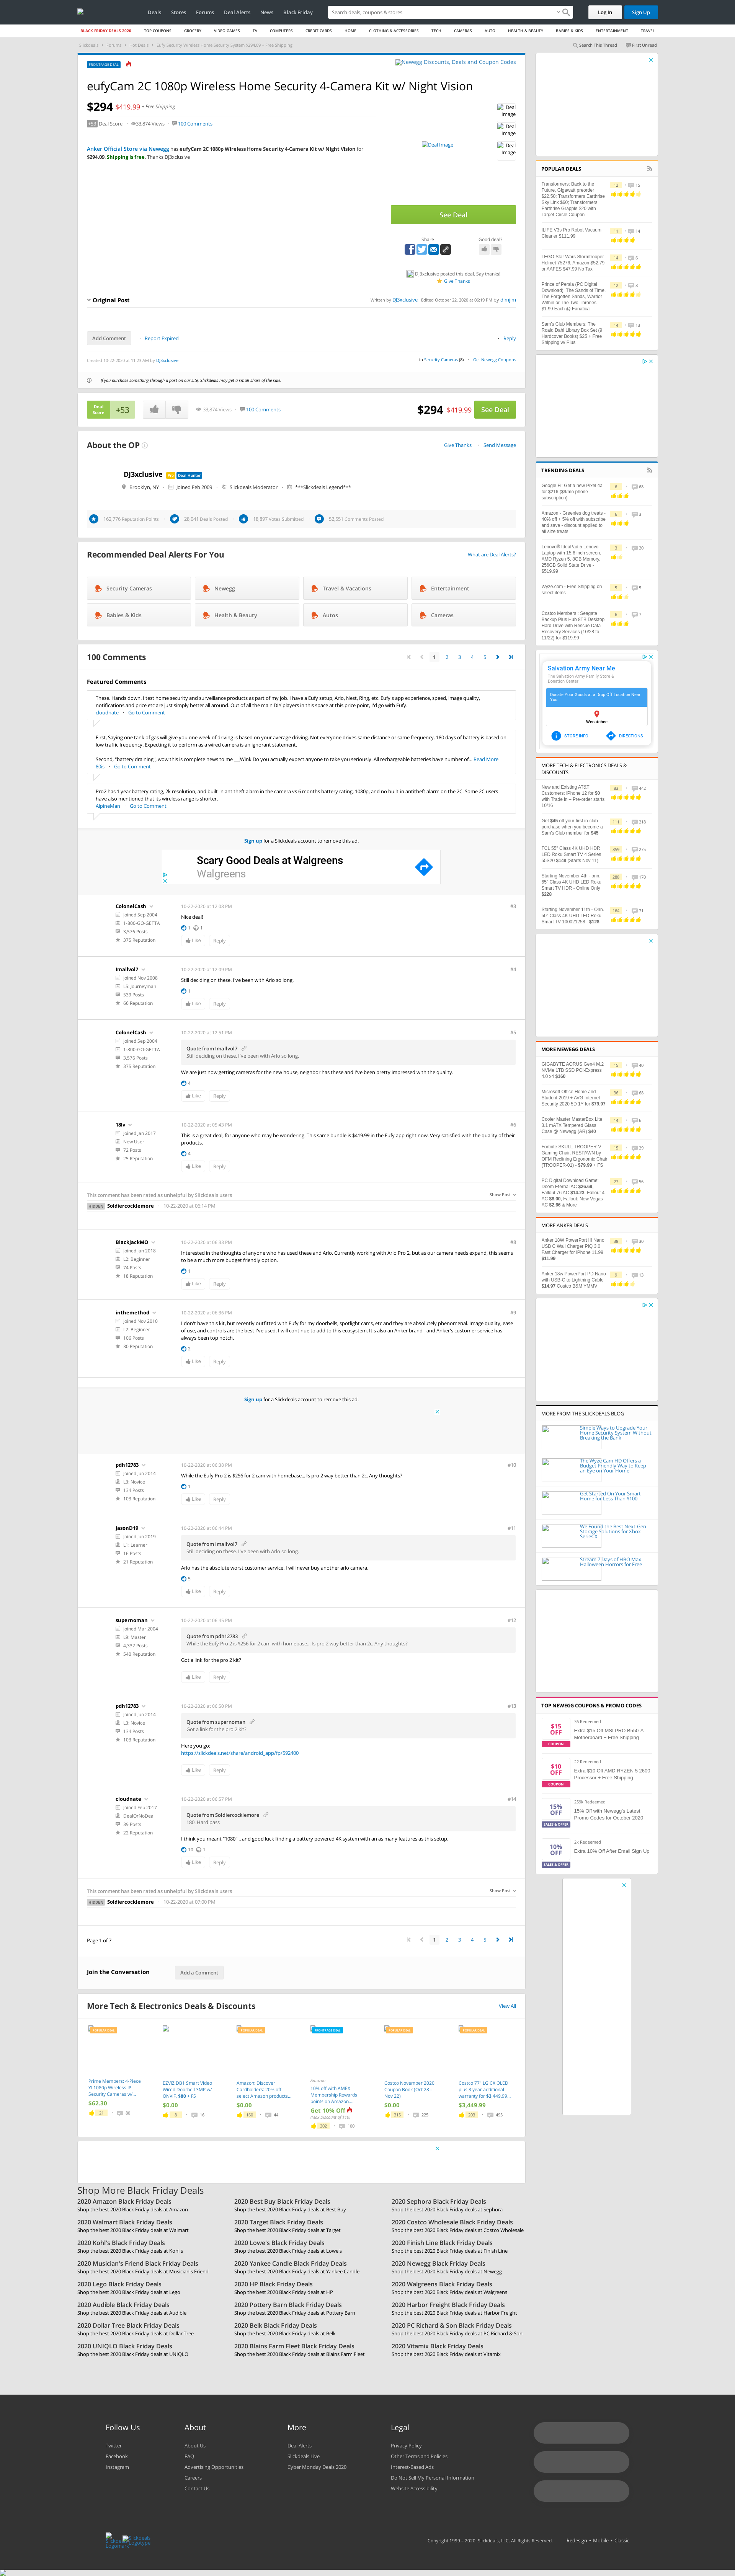 Deals Stores Forums Deal Alerts News Black Friday
Search deals, coupons & stores
Log In
Sign Up
BLACK FRIDAY DEALS 2020 TOP COUPONS GROCERY VIDEO GAMES TV COMPUTERS CREDIT CARDS HOME CLOTHING & ACCESSORIES TECH CAMERAS AUTO HEALTH & BEAUTY BABIES & KIDS ENTERTAINMENT TRAVEL
Slickdeals > Forums > Hot Deals > Eufy Security Wireless Home Security System $294.09 + Free Shipping
Search This Thread First Unread
FRONTPAGE DEAL
Newegg Discounts, Deals and Coupon Codes
eufyCam 2C 1080p Wireless Home Security 4-Camera Kit w/ Night Vision
$294 $419.99 + Free Shipping
+53 Deal Score 33,874 Views 100 Comments
Deal Image
Deal Image
Deal Image
Deal Image
Anker Official Store via Newegg has eufyCam 2C 1080p Wireless Home Security 4-Camera Kit w/ Night Vision for
$294.09. Shipping is free. Thanks DJ3xclusive
See Deal
Share
Good deal?
DJ3xclusive posted this deal. Say thanks!
Give Thanks
Original Post
Written by DJ3xclusive Edited October 22, 2020 at 06:19 PM by dimjim
Add Comment
Report Expired
Reply
Created 10-22-2020 at 11:23 AM by DJ3xclusive
in Security Cameras (8)
Get Newegg Coupons
If you purchase something through a post on our site, Slickdeals may get a small share of the sale.
Deal Score +53
33,874 Views 100 Comments
$294 $419.99 See Deal
About the OP
Give Thanks Send Message
DJ3xclusive Pro Deal Hunter
Brooklyn, NY Joined Feb 2009 Slickdeals Moderator ***Slickdeals Legend***
162,776 Reputation Points 28,041 Deals Posted 18,897 Votes Submitted 52,351 Comments Posted
Recommended Deal Alerts For You
What are Deal Alerts?
Security Cameras
Newegg
Travel & Vacations
Entertainment
Babies & Kids
Health & Beauty
Autos
Cameras
100 Comments
1 2 3 4 5
Featured Comments
These. Hands down. I test home security and surveillance products as part of my job. I have a Eufy setup, Arlo, Nest, Ring, etc. Eufy's app experience, speed, image quality,
notifications and price etc are just simply better all around. Out of all the in market DIY players in this space at this price point, I'd do with Eufy.
cloudnate Go to Comment
First, Saying one tank of gas will give you one week of driving is based on your average driving. Not everyone drives same route or same frequency. 180 days of battery is based on
two traffic frequency. Expecting it to perform as a wired camera is an ignorant statement.
Second, "battery dying", wow this is complete news to me Wink Do you actually expect anyone to take you seriously. All rechargeable batteries have number of... Read More
Go to Comment
Pro2 has 1 year battery rating, 2k resolution, and built-in antitheft alarm in the camera vs 6 months battery rating, 1080p, and no built-in antitheft alarm on the 2C. Some 2C users
have also mentioned that its wireless range is shorter.
AlpineMan Go to Comment
Sign up for a Slickdeals account to remove this ad.
Scary Good Deals at Walgreens
Walgreens
ColonelCash
Joined Sep 2004
1-800-GO-GETTA
3,576 Posts
375 Reputation
10-22-2020 at 12:08 PM
#3
Nice deal!
1 1
Like Reply
Imallvol7
Joined Nov 2008
L5: Journeyman
539 Posts
66 Reputation
10-22-2020 at 12:09 PM
#4
Still deciding on these. I've been with Arlo so long.
1
Like Reply
ColonelCash
Joined Sep 2004
1-800-GO-GETTA
3,576 Posts
375 Reputation
10-22-2020 at 12:51 PM
#5
Quote from Imallvol7
Still deciding on these. I've been with Arlo so long.
We are just now getting cameras for the new house, neighbor has these and I've been pretty impressed with the quality.
4
Like Reply
18lv
Joined Jan 2017
New User
72 Posts
25 Reputation
10-22-2020 at 05:43 PM
#6
This is a great deal, for anyone who may be wondering. This same bundle is $419.99 in the Eufy app right now. Very satisfied with the quality of their
products.
4
Like Reply
This comment has been rated as unhelpful by Slickdeals users
Show Post
HIDDEN Soldiercocklemore 10-22-2020 at 06:14 PM
BlackJackMO
Joined Jan 2018
L2: Beginner
74 Posts
18 Reputation
10-22-2020 at 06:33 PM
#8
Interested in the thoughts of anyone who has used these and Arlo. Currently working with Arlo Pro 2, but as our camera needs expand, this seems
to be a much more budget friendly option.
1
Like Reply
inthemethod
Joined Nov 2010
L2: Beginner
106 Posts
30 Reputation
10-22-2020 at 06:36 PM
#9
I don't have this kit, but recently outfitted with Eufy for my doorbells, spotlight cams, etc and they are absolutely phenomenal. Image-quality, ease
of use, and controls are the best I've used. I will continue to add to this ecosystem. It's also an Anker brand - and Anker's customer service has
always been top notch.
2
Like Reply
Sign up for a Slickdeals account to remove this ad.
pdh12783
Joined Jun 2014
L3: Novice
134 Posts
103 Reputation
10-22-2020 at 06:38 PM
#10
While the Eufy Pro 2 is $256 for 2 cam with homebase... Is pro 2 way better than 2c. Any thoughts?
1
Like Reply
JasonD19
Joined Jun 2019
L1: Learner
16 Posts
21 Reputation
10-22-2020 at 06:44 PM
#11
Quote from Imallvol7
Still deciding on these. I've been with Arlo so long.
Arlo has the absolute worst customer service. I will never buy another arlo camera.
5
Like Reply
supernomo
Joined Mar 2004
L9: Master
4,332 Posts
540 Reputation
10-22-2020 at 06:45 PM
#12
Quote from pdh12783
While the Eufy Pro 2 is $256 for 2 cam with homebase... Is pro 2 way better than 2c. Any thoughts?
Got a link for the pro 2 kit?
Like Reply
pdh12783
Joined Jun 2014
L3: Novice
134 Posts
103 Reputation
10-22-2020 at 06:50 PM
#13
Quote from supernomo
Got a link for the pro 2 kit?
Here you go:
https://slickdeals.net/share/android_app/fp/592400
Like Reply
cloudnate
Joined Feb 2017
DealOrNoDeal
39 Posts
22 Reputation
10-22-2020 at 06:57 PM
#14
Quote from Soldiercocklemore
180. Hard pass
I think you meant "1080" .. and good luck finding a battery powered 4K system with an as many features as this setup.
10 1
Like Reply
This comment has been rated as unhelpful by Slickdeals users
Show Post
HIDDEN Soldiercocklemore 10-22-2020 at 07:00 PM
Page 1 of 7
1 2 3 4 5
Join the Conversation
Add a Comment
More Tech & Electronics Deals & Discounts
View All
Prime Members: 4-Piece YI 1080p Wireless IP Security Cameras w/...
$62.30
21 80
EZVIZ DB1 Smart Video Wired Doorbell 3MP w/ ONVIF. $80 + FS
$0.00
8 16
Amazon: Discover Cardholders: 20% off select Amazon products...
$0.00
44
Amazon
10% off with AMEX Membership Rewards points on Amazon...
Get 10% Off
(Max discount of $10)
302
Costco November 2020 Coupon Book (Oct 28 - Nov 22)
$0.00
315 225
Costco 77" LG CX OLED plus 3 year additional warranty for $3,449.99...
$3,449.99
203 495
Shop More Black Friday Deals
2020 Amazon Black Friday Deals
Shop the best 2020 Black Friday deals at Amazon
2020 Best Buy Black Friday Deals
Shop the best 2020 Black Friday deals at Best Buy
2020 Sephora Black Friday Deals
Shop the best 2020 Black Friday deals at Sephora
2020 Walmart Black Friday Deals
Shop the best 2020 Black Friday deals at Walmart
2020 Target Black Friday Deals
Shop the best 2020 Black Friday deals at Target
2020 Costco Wholesale Black Friday Deals
Shop the best 2020 Black Friday deals at Costco Wholesale
2020 Kohl's Black Friday Deals
Shop the best 2020 Black Friday deals at Kohl's
2020 Lowe's Black Friday Deals
Shop the best 2020 Black Friday deals at Lowe's
2020 Finish Line Black Friday Deals
Shop the best 2020 Black Friday deals at Finish Line
2020 Musician's Friend Black Friday Deals
Shop the best 2020 Black Friday deals at Musician's Friend
2020 Yankee Candle Black Friday Deals
Shop the best 2020 Black Friday deals at Yankee Candle
2020 Newegg Black Friday Deals
Shop the best 2020 Black Friday deals at Newegg
2020 Lego Black Friday Deals
Shop the best 2020 Black Friday deals at Lego
2020 HP Black Friday Deals
Shop the best 2020 Black Friday deals at HP
2020 Walgreens Black Friday Deals
Shop the best 2020 Black Friday deals at Walgreens
2020 Audible Black Friday Deals
Shop the best 2020 Black Friday deals at Audible
2020 Pottery Barn Black Friday Deals
Shop the best 2020 Black Friday deals at Pottery Barn
2020 Harbor Freight Black Friday Deals
Shop the best 2020 Black Friday deals at Harbor Freight
2020 Dollar Tree Black Friday Deals
Shop the best 2020 Black Friday deals at Dollar Tree
2020 Belk Black Friday Deals
Shop the best 2020 Black Friday deals at Belk
2020 PC Richard & Son Black Friday Deals
Shop the best 2020 Black Friday deals at PC Richard & Son
2020 UNIQLO Black Friday Deals
Shop the best 2020 Black Friday deals at UNIQLO
2020 Blains Farm Fleet Black Friday Deals
Shop the best 2020 Black Friday deals at Blains Farm Fleet
2020 Vitamix Black Friday Deals
Shop the best 2020 Black Friday deals at Vitamix
POPULAR DEALS
Transformers: Back to the Future, Gigawatt preorder $22.50; Transformers Earthrise Sky Linx $60; Transformers Earthrise Grapple $20 with Target Circle Coupon
ILIFE V3s Pro Robot Vacuum Cleaner $111.99
LEGO Star Wars Stormtrooper Helmet 75276, Amazon $52.79 or AAFES $47.99 No Tax
Prince of Persia (PC Digital Download): The Sands of Time, The Forgotten Sands, Warrior Within or The Two Thrones $1.99 Each @ Fanatical
Sam's Club Members: The Roald Dahl Library Box Set (9 Hardcover Books) $25 + Free Shipping w/ Plus
TRENDING DEALS
Google Fi: Get a new Pixel 4a for $216 ($9/mo phone subscription)
Amazon - Greenies dog treats - 40% off + 5% off with subscribe and save - discount applied to all size treats
Lenovo® IdeaPad 5 Lenovo Laptop with 15.6 inch screen, AMD Ryzen 5, 8GB Memory, 256GB Solid State Drive - $519.99
Wyze.com - Free Shipping on select items
Costco Members : Seagate Backup Plus Hub 8TB Desktop Hard Drive with Rescue Data Recovery Services (10/28 to 11/22) for $119.99
Salvation Army Near Me
The Salvation Army Family Store & Donation Center
Donate Your Goods at a Drop Off Location Near You
Wenatchee
STORE INFO DIRECTIONS
MORE TECH & ELECTRONICS DEALS & DISCOUNTS
New and Existing AT&T Customers: iPhone 12 for $0 with Trade in – Pre-order starts 10/16
Get $45 off your first in-club purchase when you become a Sam's Club member for $45
TCL 55" Class 4K UHD HDR LED Roku Smart TV 4 Series 55S20 $148 (Starts Nov 11)
Starting November 4th - onn. 65" Class 4K UHD LED Roku Smart TV HDR - Online Only $228
Starting November 11th - Onn. 50" Class 4K UHD LED Roku Smart TV 100021258 - $128
MORE NEWEGG DEALS
GIGABYTE AORUS Gen4 M.2 NVMe 1TB SSD PCI-Express 4.0 x4 $160
Microsoft Office Home and Student 2019 + AVG Internet Security 2020 5D 1Y for $79.97
Cooler Master MasterBox Lite 3.1 mATX Tempered Glass Case @ Newegg (AR) $40
Fortnite SKULL TROOPER-V Gaming Chair, RESPAWN by OFM Reclining Ergonomic Chair (TROOPER-01) - $79.99 + FS
PC Digital Download Game: Doom Eternal AC $26.99, Fallout 76 AC $14.23, Fallout 4 AC $8.00, Fallout: New Vegas AC $2.66 & More
MORE ANKER DEALS
Anker 18W PowerPort III Nano USB C Wall Charger PIQ 3.0 Fast Charger for iPhone 11.99 $11.99
Anker 18w PowerPort PD Nano with USB-C to Lightning Cable $14.97 Costco B&M YMMV
MORE FROM THE SLICKDEALS BLOG
Simple Ways to Upgrade Your Home Security System Without Breaking the Bank
The Wyze Cam HD Offers a Budget-Friendly Way to Keep an Eye on Your Home
Get Started On Your Smart Home for Less Than $100
We Found the Best Next-Gen Storage Solutions for Xbox Series X
Stream 7 Days of HBO Max Halloween Horrors for Free
TOP NEWEGG COUPONS & PROMO CODES
$15 OFF COUPON
36 Redeemed
Extra $15 Off MSI PRO B550-A Motherboard + Free Shipping
$10 OFF COUPON
22 Redeemed
Extra $10 Off AMD RYZEN 5 2600 Processor + Free Shipping
15% OFF SALES & OFFER
209k Redeemed
15% Off with Newegg's Latest Promo Codes for October 2020
10% OFF SALES & OFFER
2k Redeemed
Extra 10% Off After Email Sign Up
Follow Us
Twitter
Facebook
Instagram
About
About Us
FAQ
Advertising Opportunities
Careers
Contact Us
More
Deal Alerts
Slickdeals Live
Cyber Monday Deals 2020
Legal
Privacy Policy
Other Terms and Policies
Interest-Based Ads
Do Not Sell My Personal Information
Website Accessibility
Copyright 1999 - 2020. Slickdeals, LLC. All Rights Reserved.
Redesign • Mobile • Classic